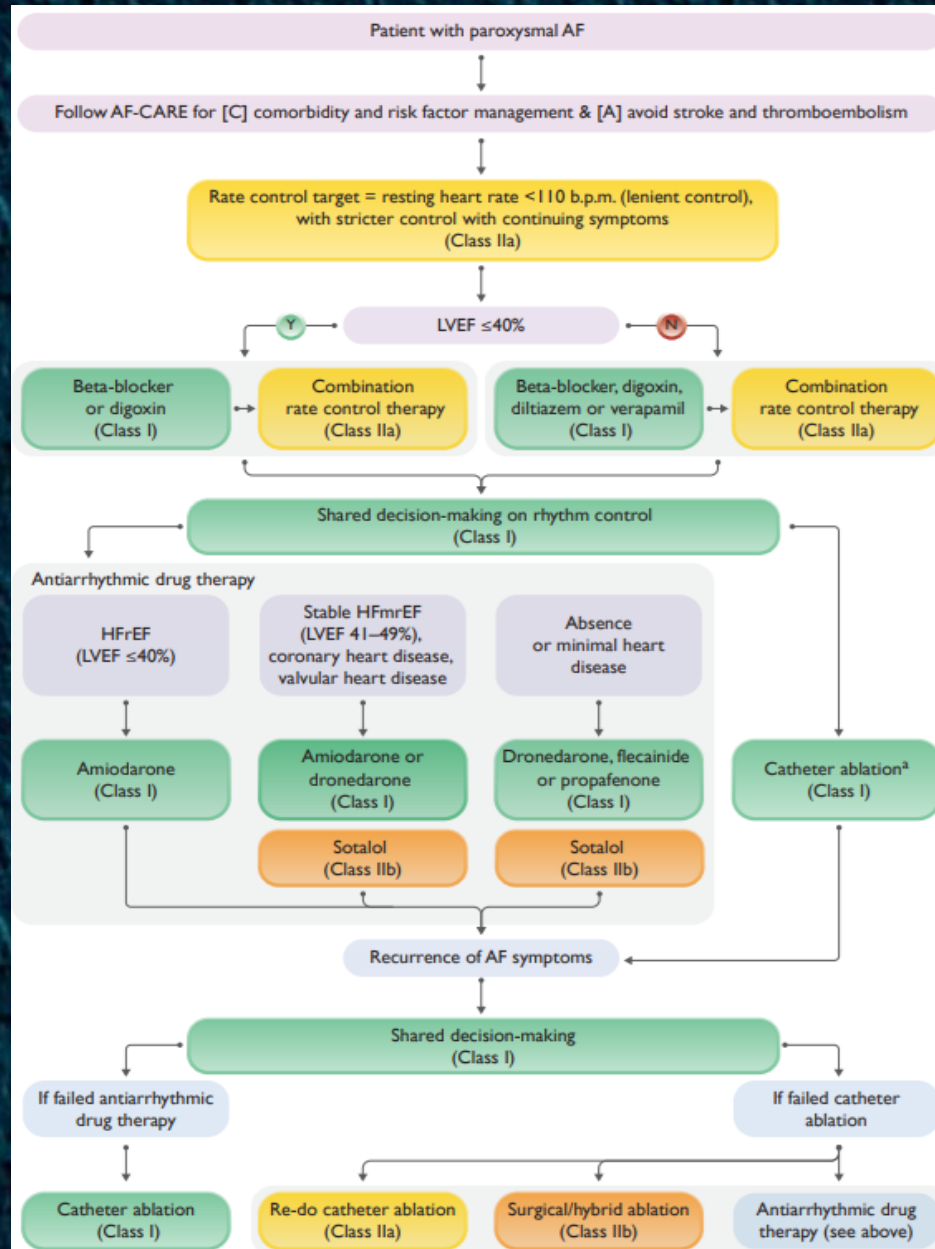 Patient with paroxysmal AF
Follow AF-CARE for [C] comorbidity and risk factor management & [A] avoid stroke and thromboembolism
Rate control target = resting heart rate <110 b.p.m. (lenient control),
with stricter control with continuing symptoms
(Class IIa)
Y
LVEF ≤40%
N
Beta-blocker
or digoxin
(Class I)
Combination
rate control therapy
(Class IIa)
Beta-blocker, digoxin,
diltiazem or verapamil
(Class I)
Combination
rate control therapy
(Class IIa)
Shared decision-making on rhythm control
(Class I)
Antiarrhythmic drug therapy
HFrEF
(LVEF ≤40%)
Stable HFmrEF
(LVEF 41–49%),
coronary heart disease,
valvular heart disease
Absence
or minimal heart
disease
Amiodarone
(Class I)
Amiodarone or
dronedarone
(Class I)
Dronedarone, flecainide
or propafenone
(Class I)
Catheter ablationᵃ
(Class I)
Sotalol
(Class IIb)
Sotalol
(Class IIb)
Recurrence of AF symptoms
Shared decision-making
(Class I)
If failed antiarrhythmic
drug therapy
If failed catheter
ablation
Catheter ablation
(Class I)
Re-do catheter ablation
(Class IIa)
Surgical/hybrid ablation
(Class IIb)
Antiarrhythmic drug
therapy (see above)